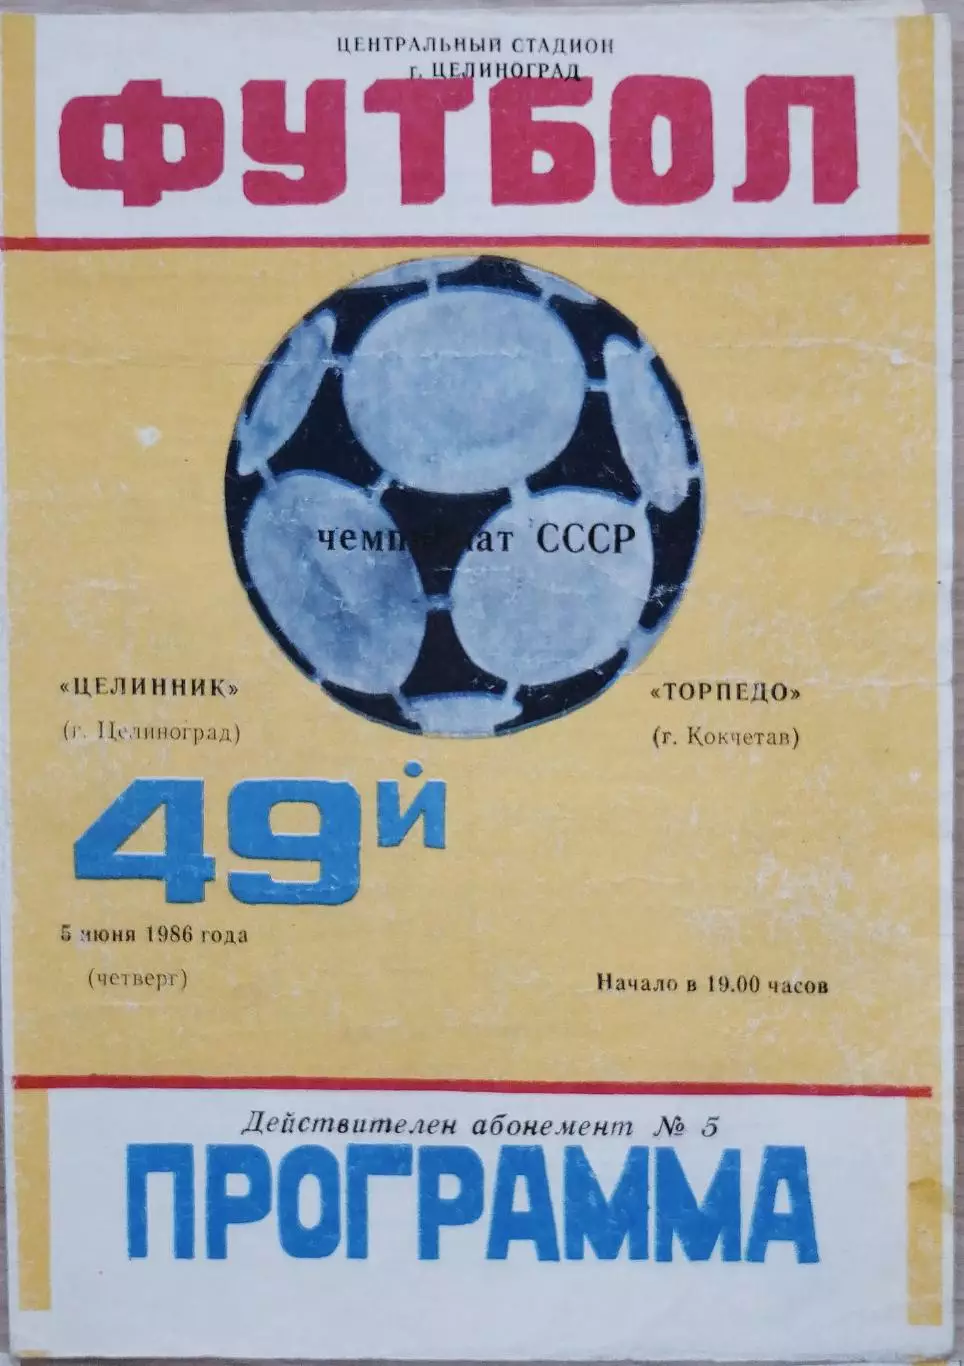 ЦЕНТРАЛЬНЫЙ СТАДИОН
г. ЦЕЛИНОГРАД
ФУТБОЛ
чемпионат СССР
«ЦЕЛИННИК» «ТОРПЕДО»
(г. Целиноград) (г. Кокчетав)
49й
5 июня 1986 года
(четверг) Начало в 19.00 часов
Действителен абонемент № 5
ПРОГРАММА